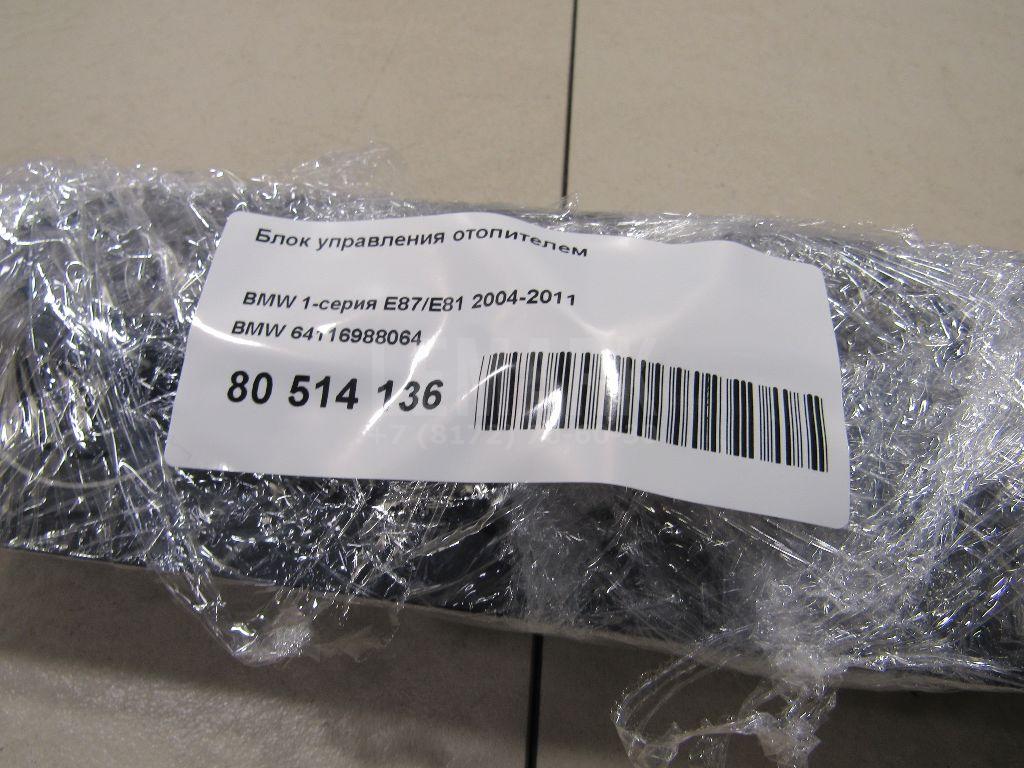 Блок управления отопителем
BMW 1-серия E87/E81 2004-2011
BMW 64116988064
80 514 136